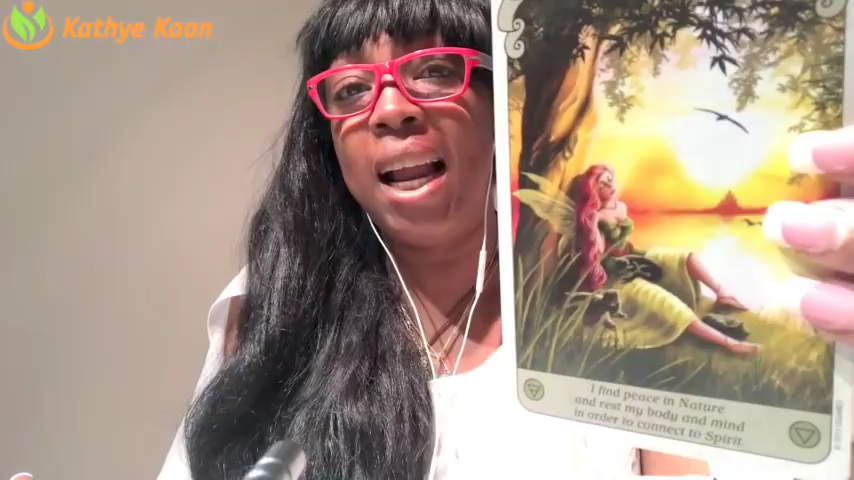 Kathye Kaan
I find peace in Nature
and rest my body and mind
in order to connect to Spirit.